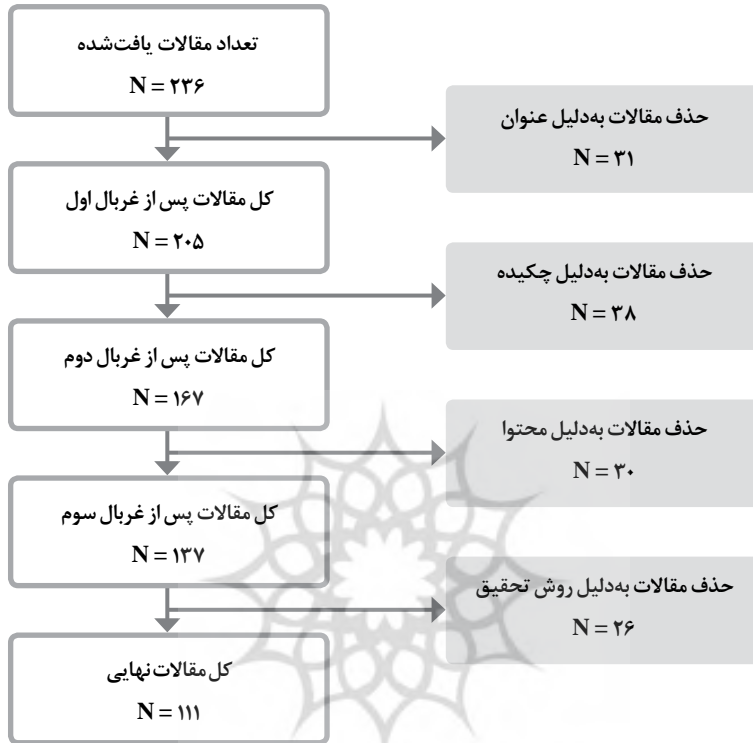 تعداد مقالات یافت‌شده
N = ۲۳۶
حذف مقالات به‌دلیل عنوان
N = ۳۱
کل مقالات پس از غربال اول
N = ۲۰۵
حذف مقالات به‌دلیل چکیده
N = ۳۸
کل مقالات پس از غربال دوم
N = ۱۶۷
حذف مقالات به‌دلیل محتوا
N = ۳۰
کل مقالات پس از غربال سوم
N = ۱۳۷
حذف مقالات به‌دلیل روش تحقیق
N = ۲۶
کل مقالات نهایی
N = ۱۱۱